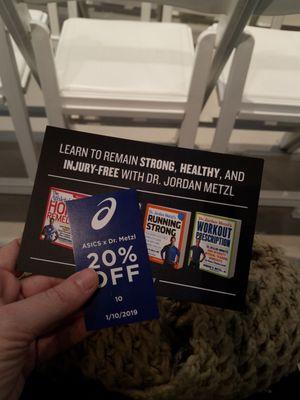 LEARN TO REMAIN STRONG, HEALTHY, AND
INJURY-FREE WITH DR. JORDAN METZL
RUNNING
STRONG
WORKOUT
PRESCRIPTION
ASICS x Dr. Metzl
20%
OFF
10
1/10/2019